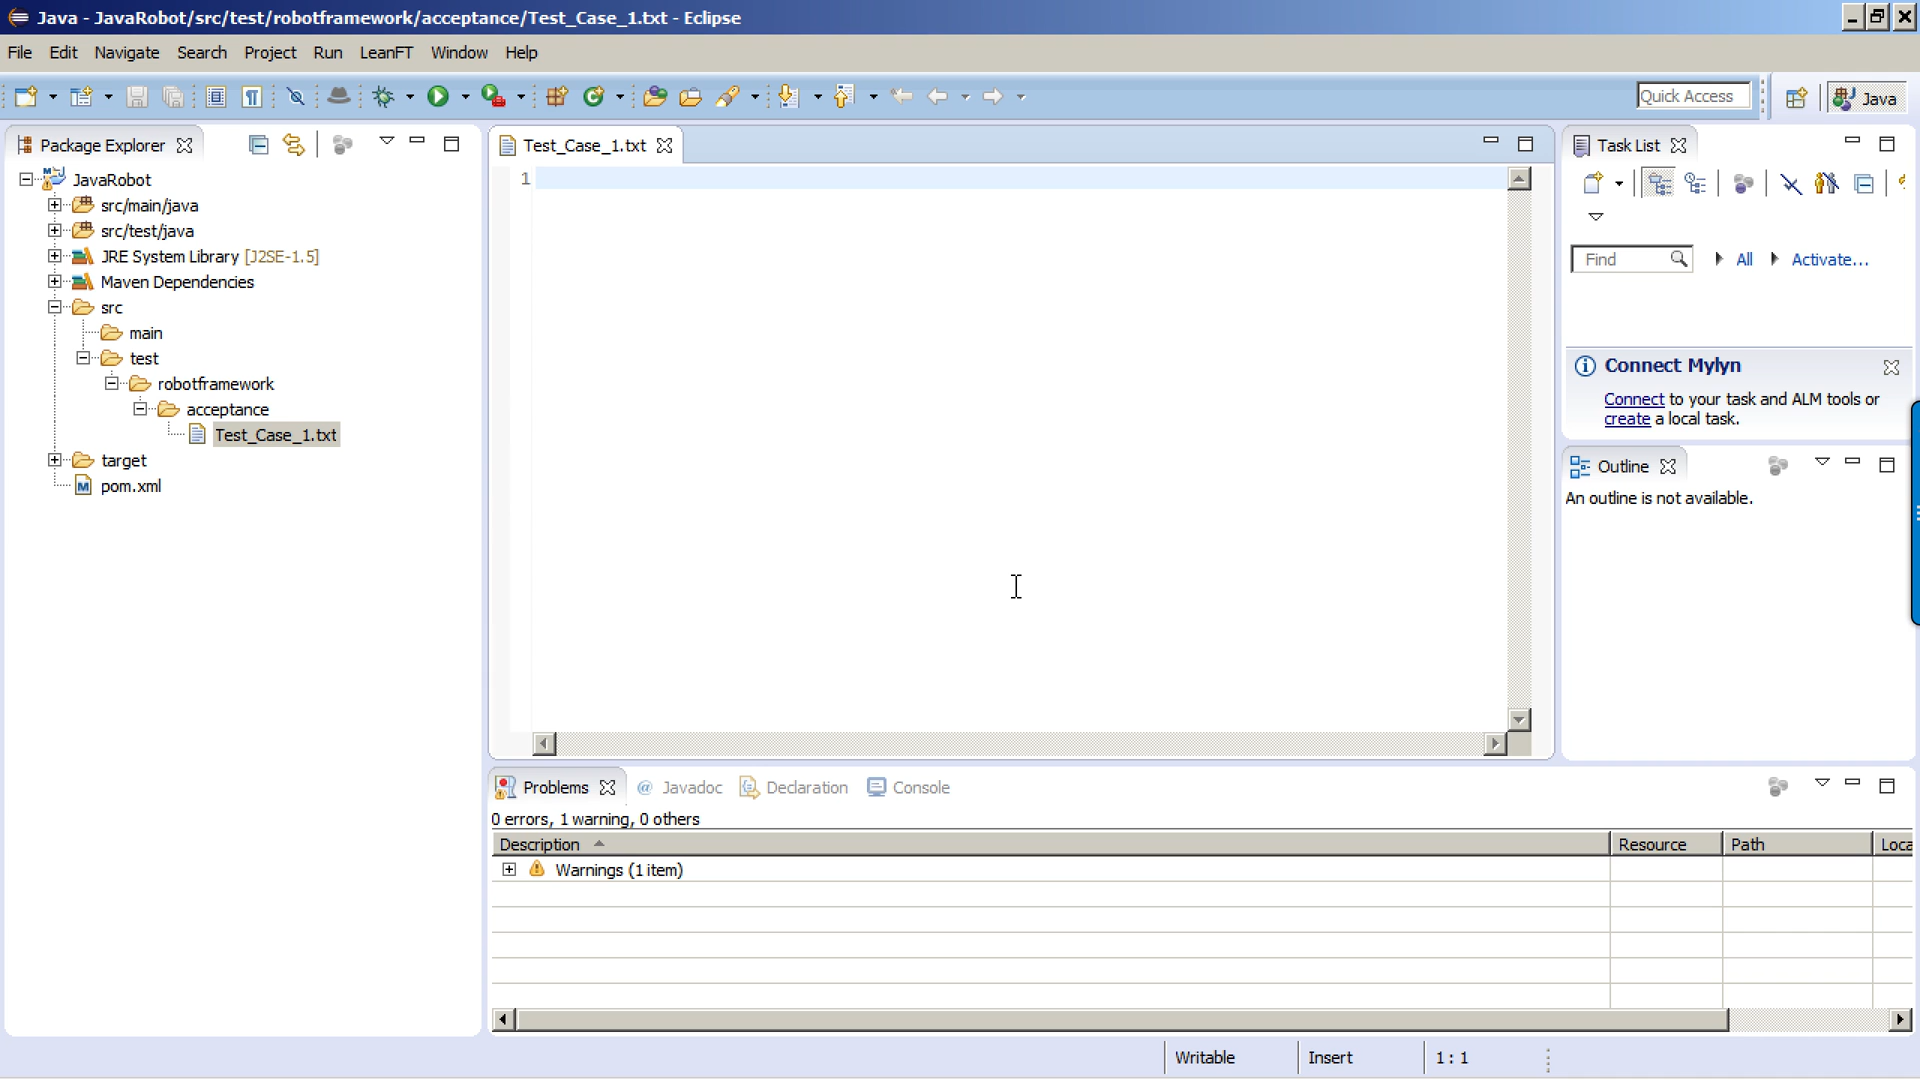 Java - JavaRobot/src/test/robotframework/acceptance/Test_Case_1.txt - Eclipse
File Edit Navigate Search Project Run LeanFT Window Help
Quick Access
Java
Package Explorer
JavaRobot
src/main/java
src/test/java
JRE System Library [J2SE-1.5]
Maven Dependencies
src
main
test
robotframework
acceptance
Test_Case_1.txt
target
pom.xml
Test_Case_1.txt
1
Task List
Find All Activate...
Connect Mylyn
Connect to your task and ALM tools or
create a local task.
Outline
An outline is not available.
Problems @ Javadoc Declaration Console
0 errors, 1 warning, 0 others
Description Resource Path Loca
Warnings (1 item)
Writable Insert 1 : 1